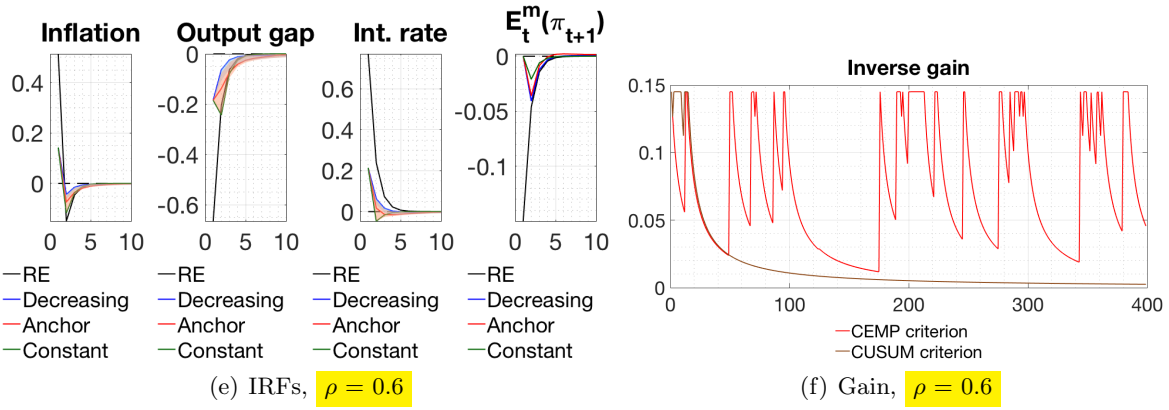 Inflation
Output gap
Int. rate
E_t^m(π_{t+1})
Inverse gain
0.4
0.2
0
0
-0.2
-0.4
-0.6
0.6
0.4
0.2
0
0
-0.05
-0.1
0.15
0.1
0.05
0
0 5 10
0 5 10
0 5 10
0 5 10
0 100 200 300 400
RE
Decreasing
Anchor
Constant
RE
Decreasing
Anchor
Constant
RE
Decreasing
Anchor
Constant
RE
Decreasing
Anchor
Constant
CEMP criterion
CUSUM criterion
(e) IRFs, ρ = 0.6
(f) Gain, ρ = 0.6